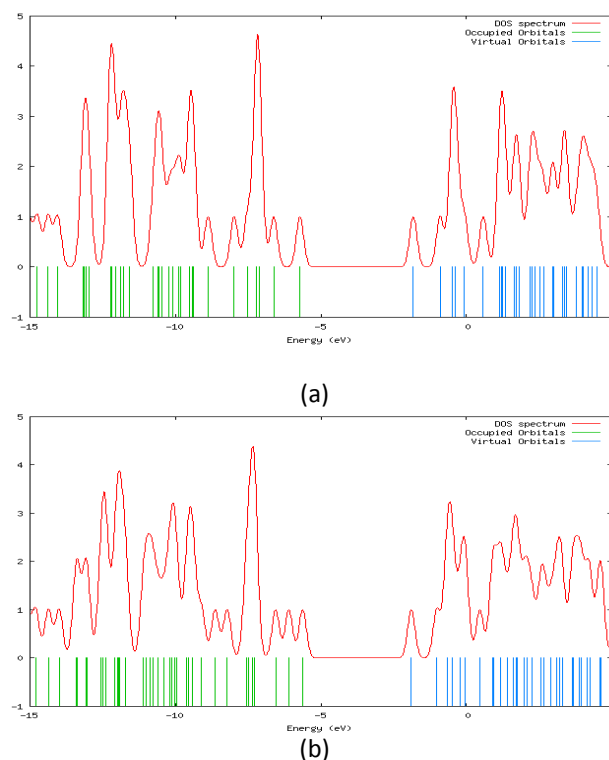 DOS spectrum
Occupied Orbitals
Virtual Orbitals
5
4
3
2
1
0
-1
-15 -10 -5 0
Energy (eV)
(a)
DOS spectrum
Occupied Orbitals
Virtual Orbitals
5
4
3
2
1
0
-1
-15 -10 -5 0
Energy (eV)
(b)